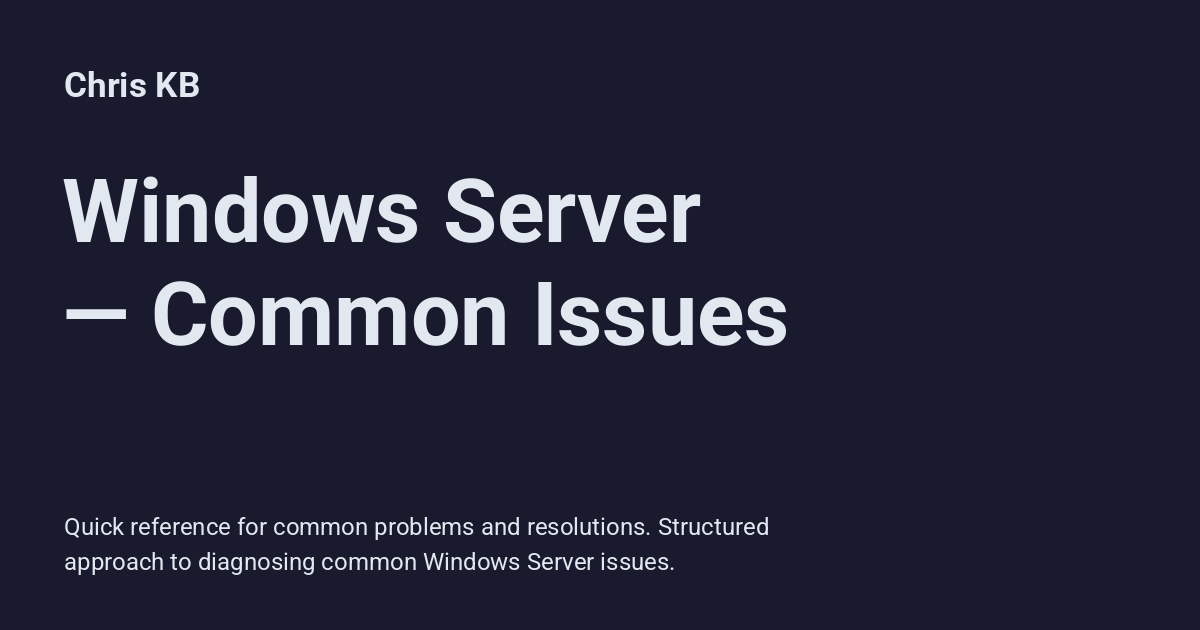 Chris KB
Windows Server
— Common Issues
Quick reference for common problems and resolutions. Structured
approach to diagnosing common Windows Server issues.